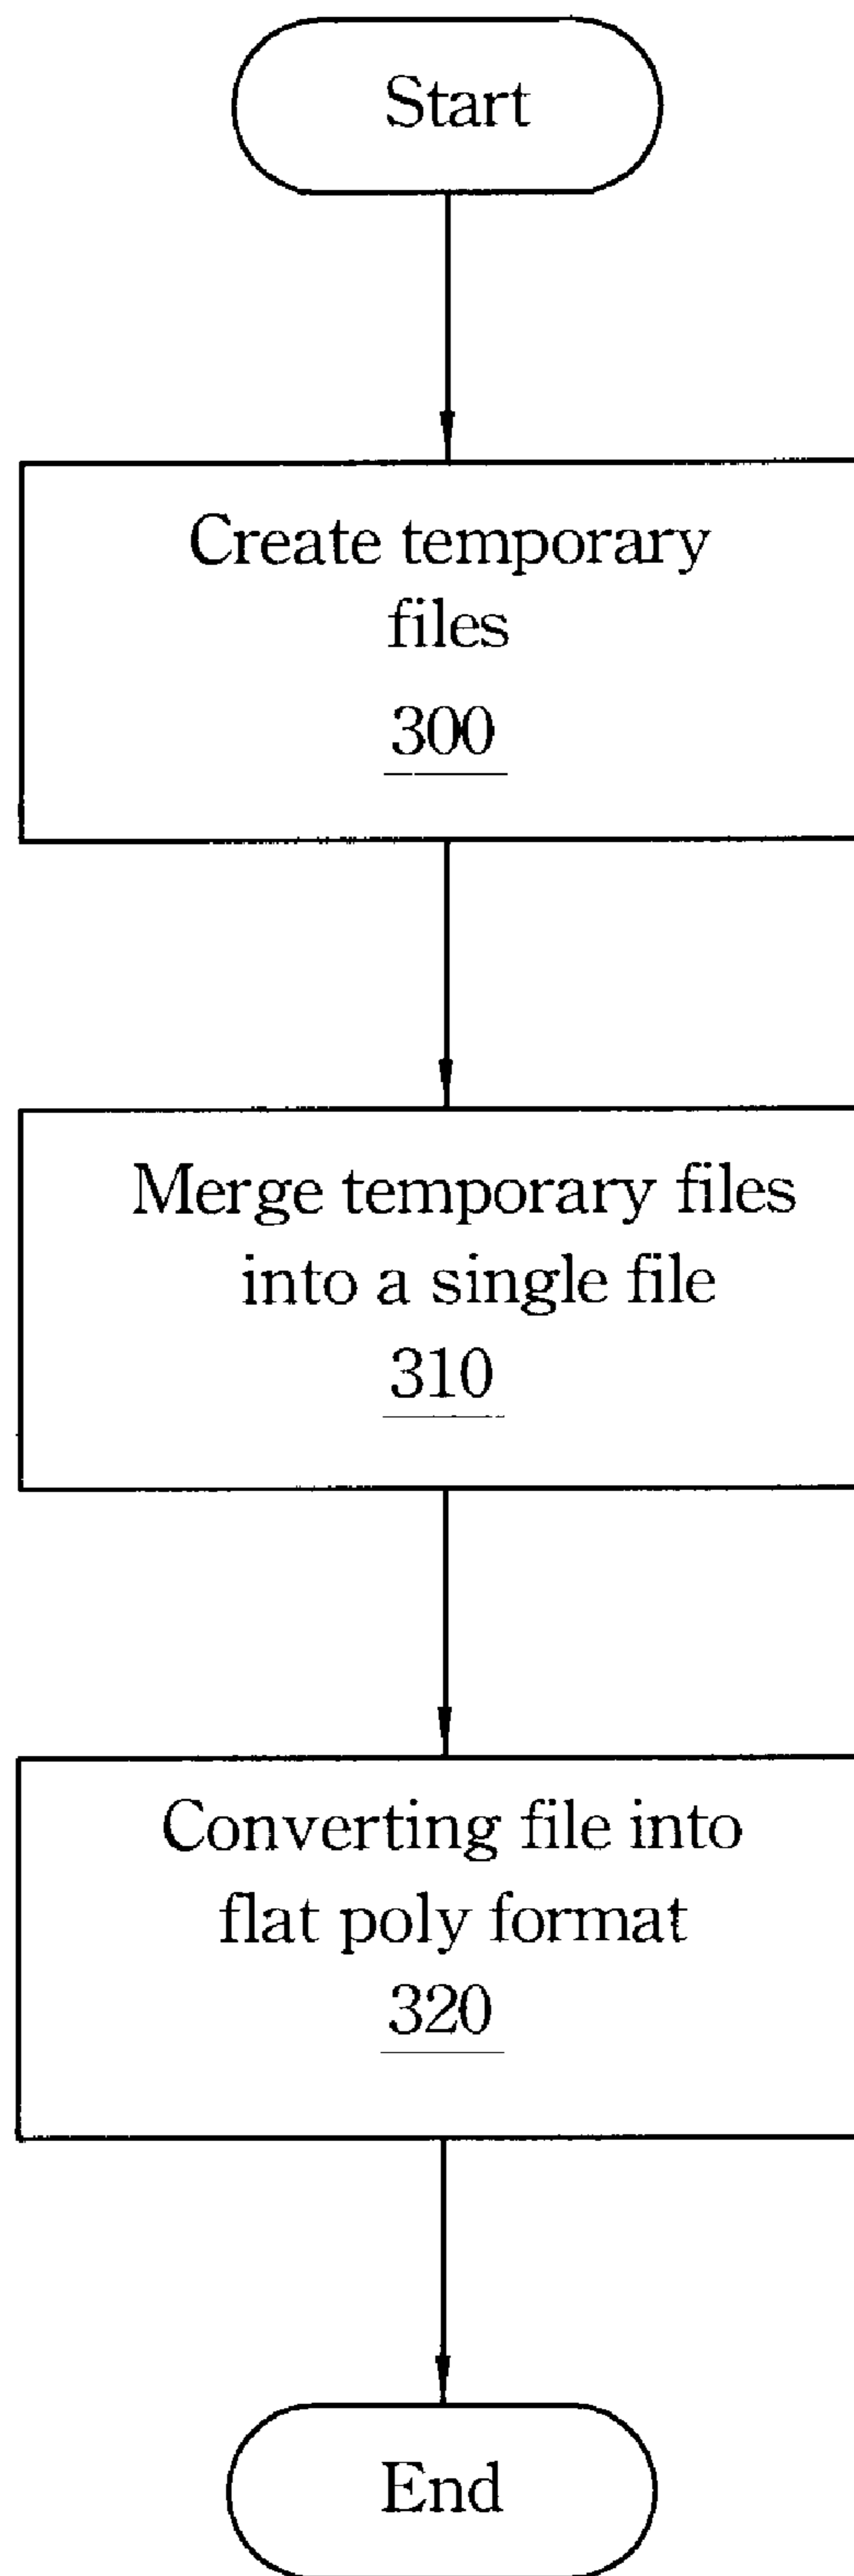 Start
Create temporary
files
300
Merge temporary files
into a single file
310
Converting file into
flat poly format
320
End